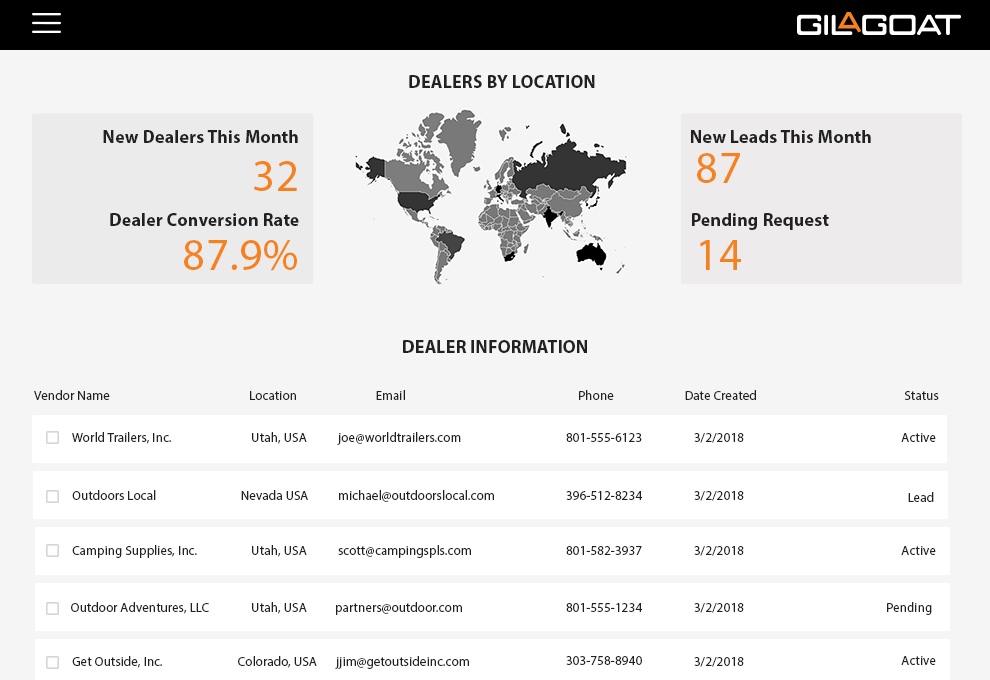 GILAGOAT
DEALERS BY LOCATION
New Dealers This Month
32
Dealer Conversion Rate
87.9%
New Leads This Month
87
Pending Request
14
DEALER INFORMATION
Vendor Name Location Email Phone Date Created Status
World Trailers, Inc. Utah, USA joe@worldtrailers.com 801-555-6123 3/2/2018 Active
Outdoors Local Nevada USA michael@outdoorslocal.com 396-512-8234 3/2/2018 Lead
Camping Supplies, Inc. Utah, USA scott@campingspls.com 801-582-3937 3/2/2018 Active
Outdoor Adventures, LLC Utah, USA partners@outdoor.com 801-555-1234 3/2/2018 Pending
Get Outside, Inc. Colorado, USA jjim@getoutsideinc.com 303-758-8940 3/2/2018 Active